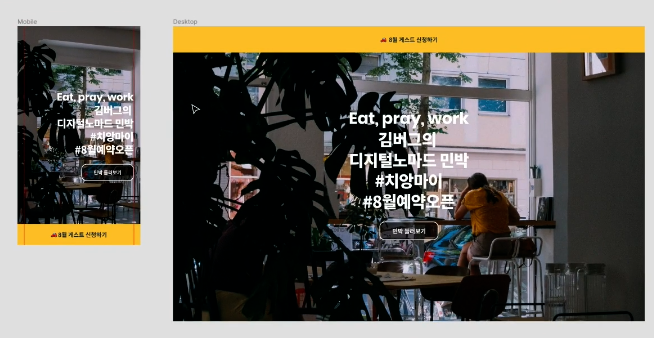 Mobile
Eat, pray, work
김버그의
디지털노마드 민박
#치앙마이
#8월예약오픈
민박 둘러보기
8월 게스트 신청하기
Desktop
8월 게스트 신청하기
Eat, pray, work
김버그의
디지털노마드 민박
#치앙마이
#8월예약오픈
민박 둘러보기